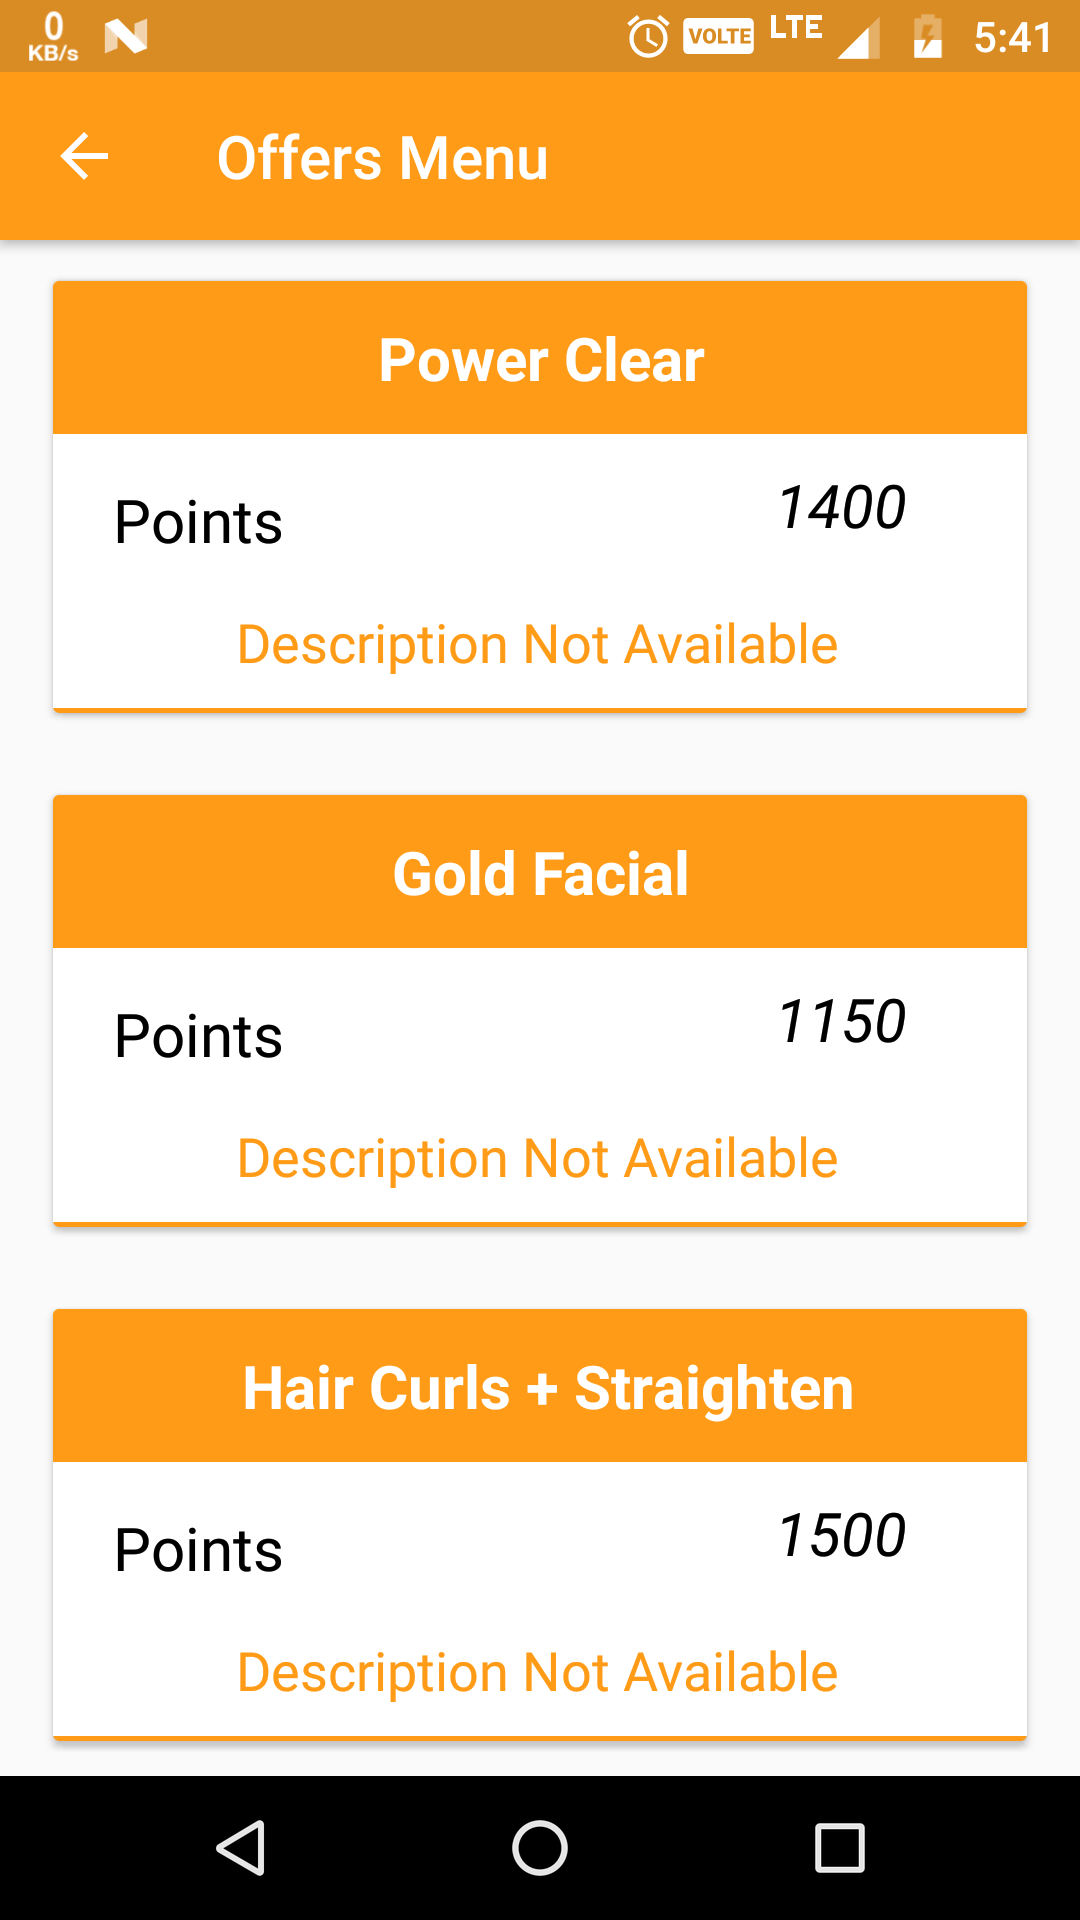 0
KB/s
VOLTE LTE 5:41
Offers Menu
Power Clear
Points 1400
Description Not Available
Gold Facial
Points 1150
Description Not Available
Hair Curls + Straighten
Points 1500
Description Not Available